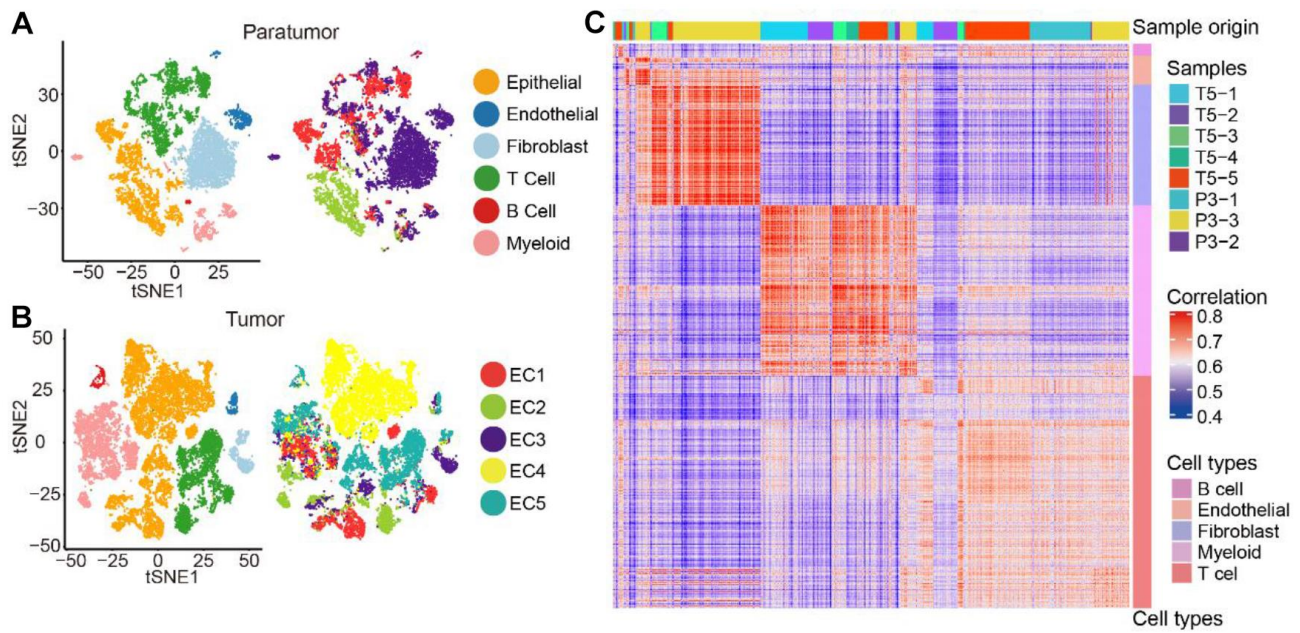 A
Paratumor
tSNE2
30
0
−30
−50 −25 0 25
tSNE1
Epithelial
Endothelial
Fibroblast
T Cell
B Cell
Myeloid
B
Tumor
tSNE2
50
25
0
−25
−50
−50 −25 0 25 50
tSNE1
EC1
EC2
EC3
EC4
EC5
C
Sample origin
Samples
T5−1
T5−2
T5−3
T5−4
T5−5
P3−1
P3−3
P3−2
Correlation
0.8
0.7
0.6
0.5
0.4
Cell types
B cell
Endothelial
Fibroblast
Myeloid
T cel
Cell types